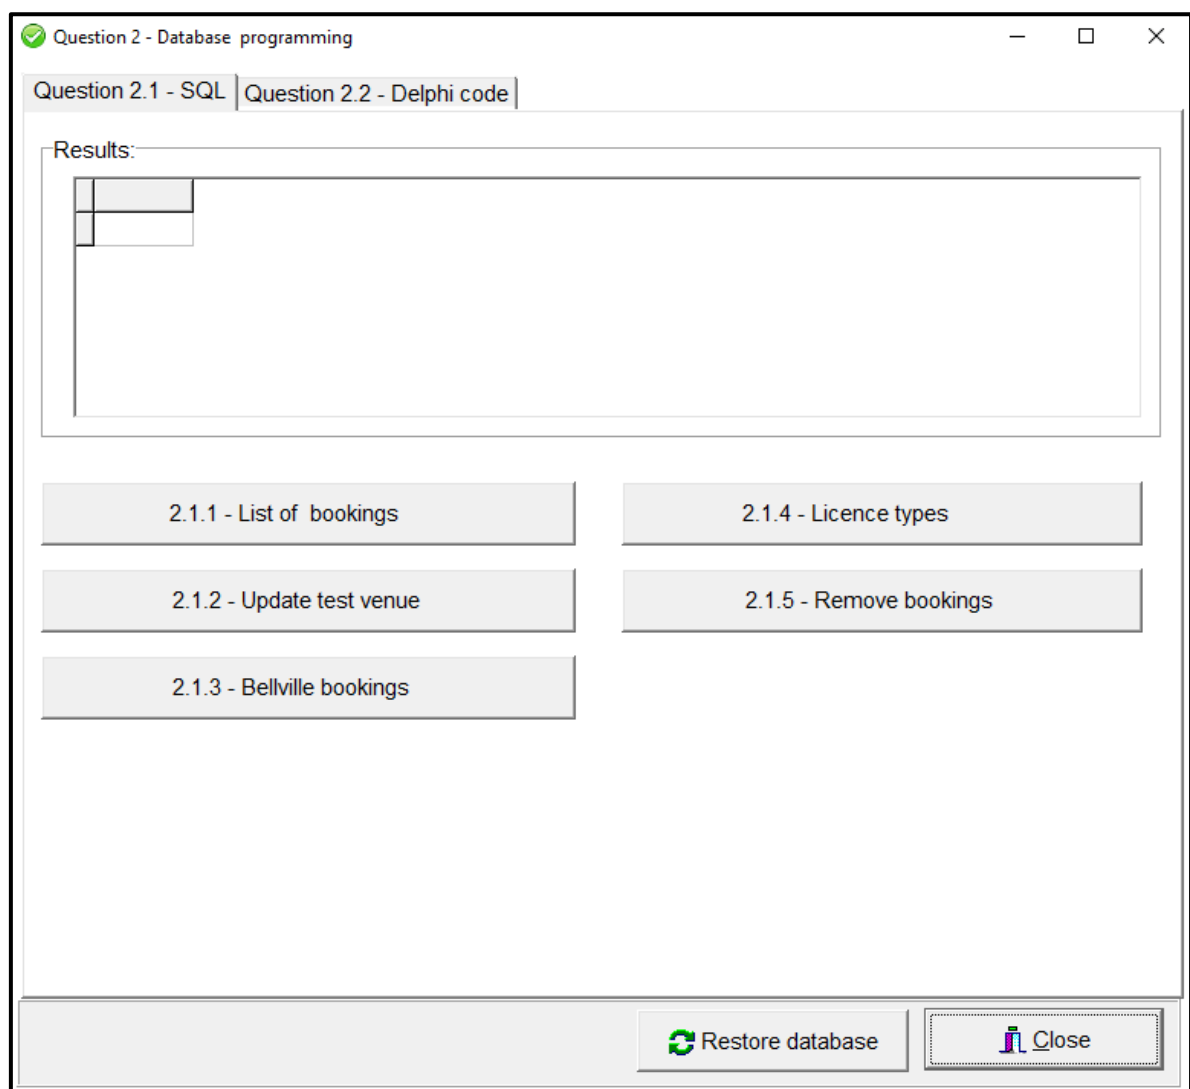 Question 2 - Database  programming
Question 2.1 - SQL Question 2.2 - Delphi code
Results:
2.1.1 - List of  bookings
2.1.4 - Licence types
2.1.2 - Update test venue
2.1.5 - Remove bookings
2.1.3 - Bellville bookings
Restore database
Close